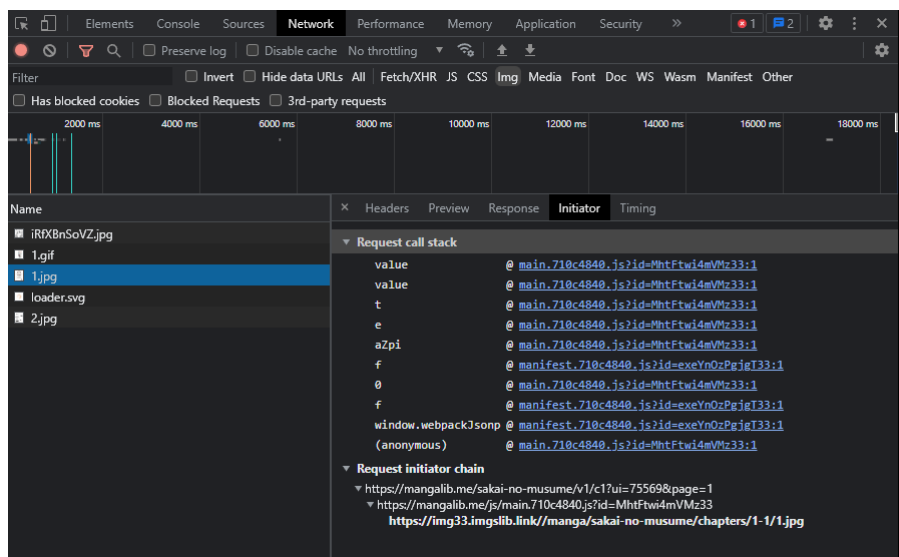 Elements Console Sources Network Performance Memory Application Security » 1 2
Preserve log Disable cache No throttling
Filter Invert Hide data URLs All Fetch/XHR JS CSS Img Media Font Doc WS Wasm Manifest Other
Has blocked cookies Blocked Requests 3rd-party requests
2000 ms 4000 ms 6000 ms 8000 ms 10000 ms 12000 ms 14000 ms 16000 ms 18000 ms
Name
iRfXBnSoVZ.jpg
1.gif
1.jpg
loader.svg
2.jpg
× Headers Preview Response Initiator Timing
Request call stack
value @ main.710c4840.js?id=MhtFtwi4mVMz33:1
value @ main.710c4840.js?id=MhtFtwi4mVMz33:1
t @ main.710c4840.js?id=MhtFtwi4mVMz33:1
e @ main.710c4840.js?id=MhtFtwi4mVMz33:1
aZpi @ main.710c4840.js?id=MhtFtwi4mVMz33:1
f @ manifest.710c4840.js?id=exeYnOzPgjgT33:1
0 @ main.710c4840.js?id=MhtFtwi4mVMz33:1
f @ manifest.710c4840.js?id=exeYnOzPgjgT33:1
window.webpackJsonp @ manifest.710c4840.js?id=exeYnOzPgjgT33:1
(anonymous) @ main.710c4840.js?id=MhtFtwi4mVMz33:1
Request initiator chain
https://mangalib.me/sakai-no-musume/v1/c1?ui=75569&page=1
https://mangalib.me/js/main.710c4840.js?id=MhtFtwi4mVMz33
https://img33.imgslib.link//manga/sakai-no-musume/chapters/1-1/1.jpg